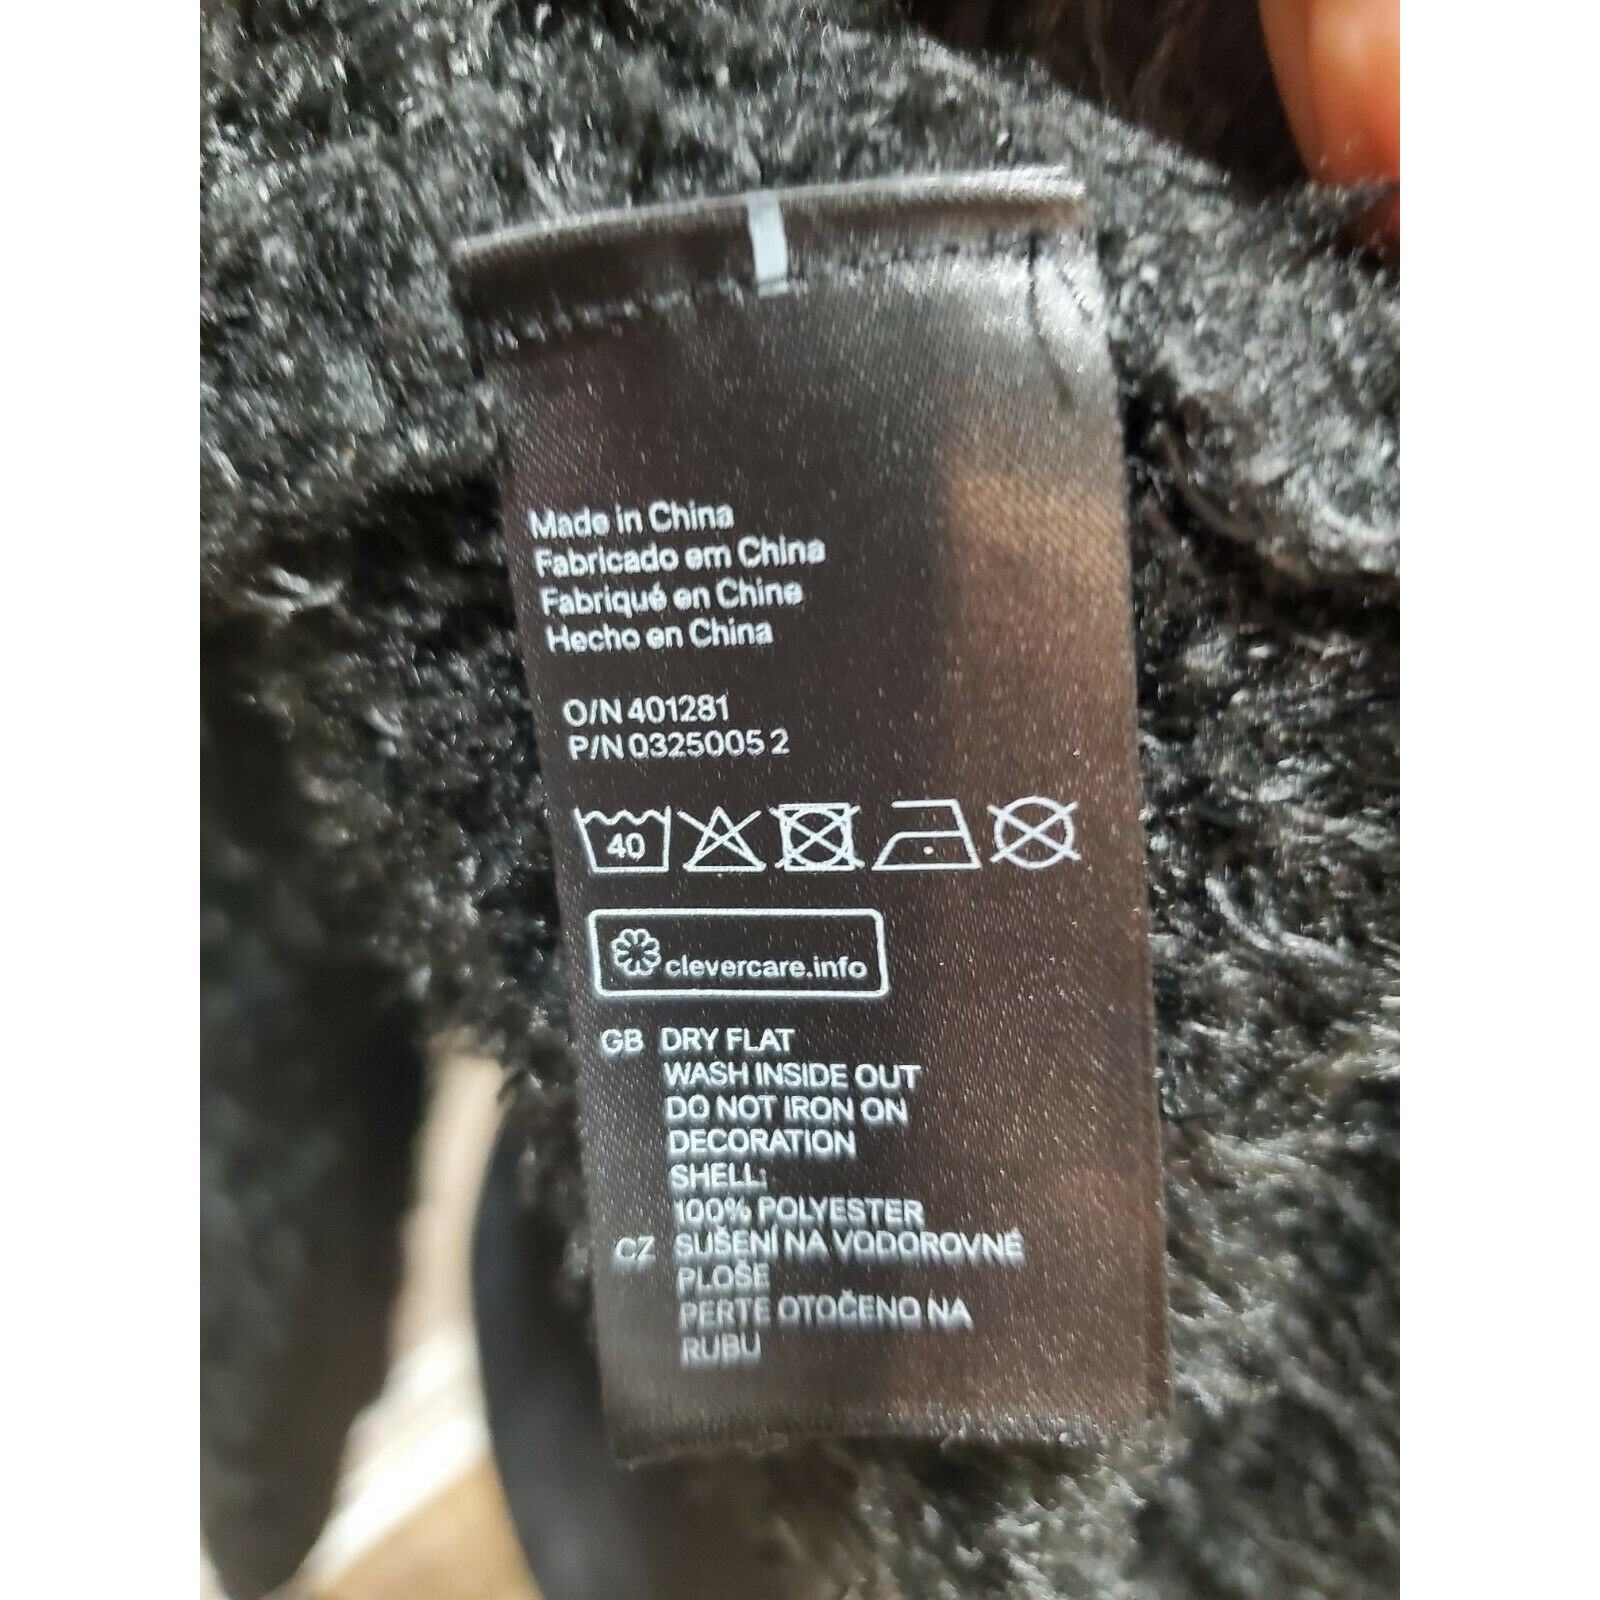 Made in China
Fabricado em China
Fabriqué en Chine
Hecho en China
O/N 401281
P/N 0325005 2
40
clevercare.info
GB DRY FLAT
WASH INSIDE OUT
DO NOT IRON ON
DECORATION
SHELL:
100% POLYESTER
CZ SUŠENÍ NA VODOROVNÉ
PLOŠE
PERTE OTOČENO NA
RUBU